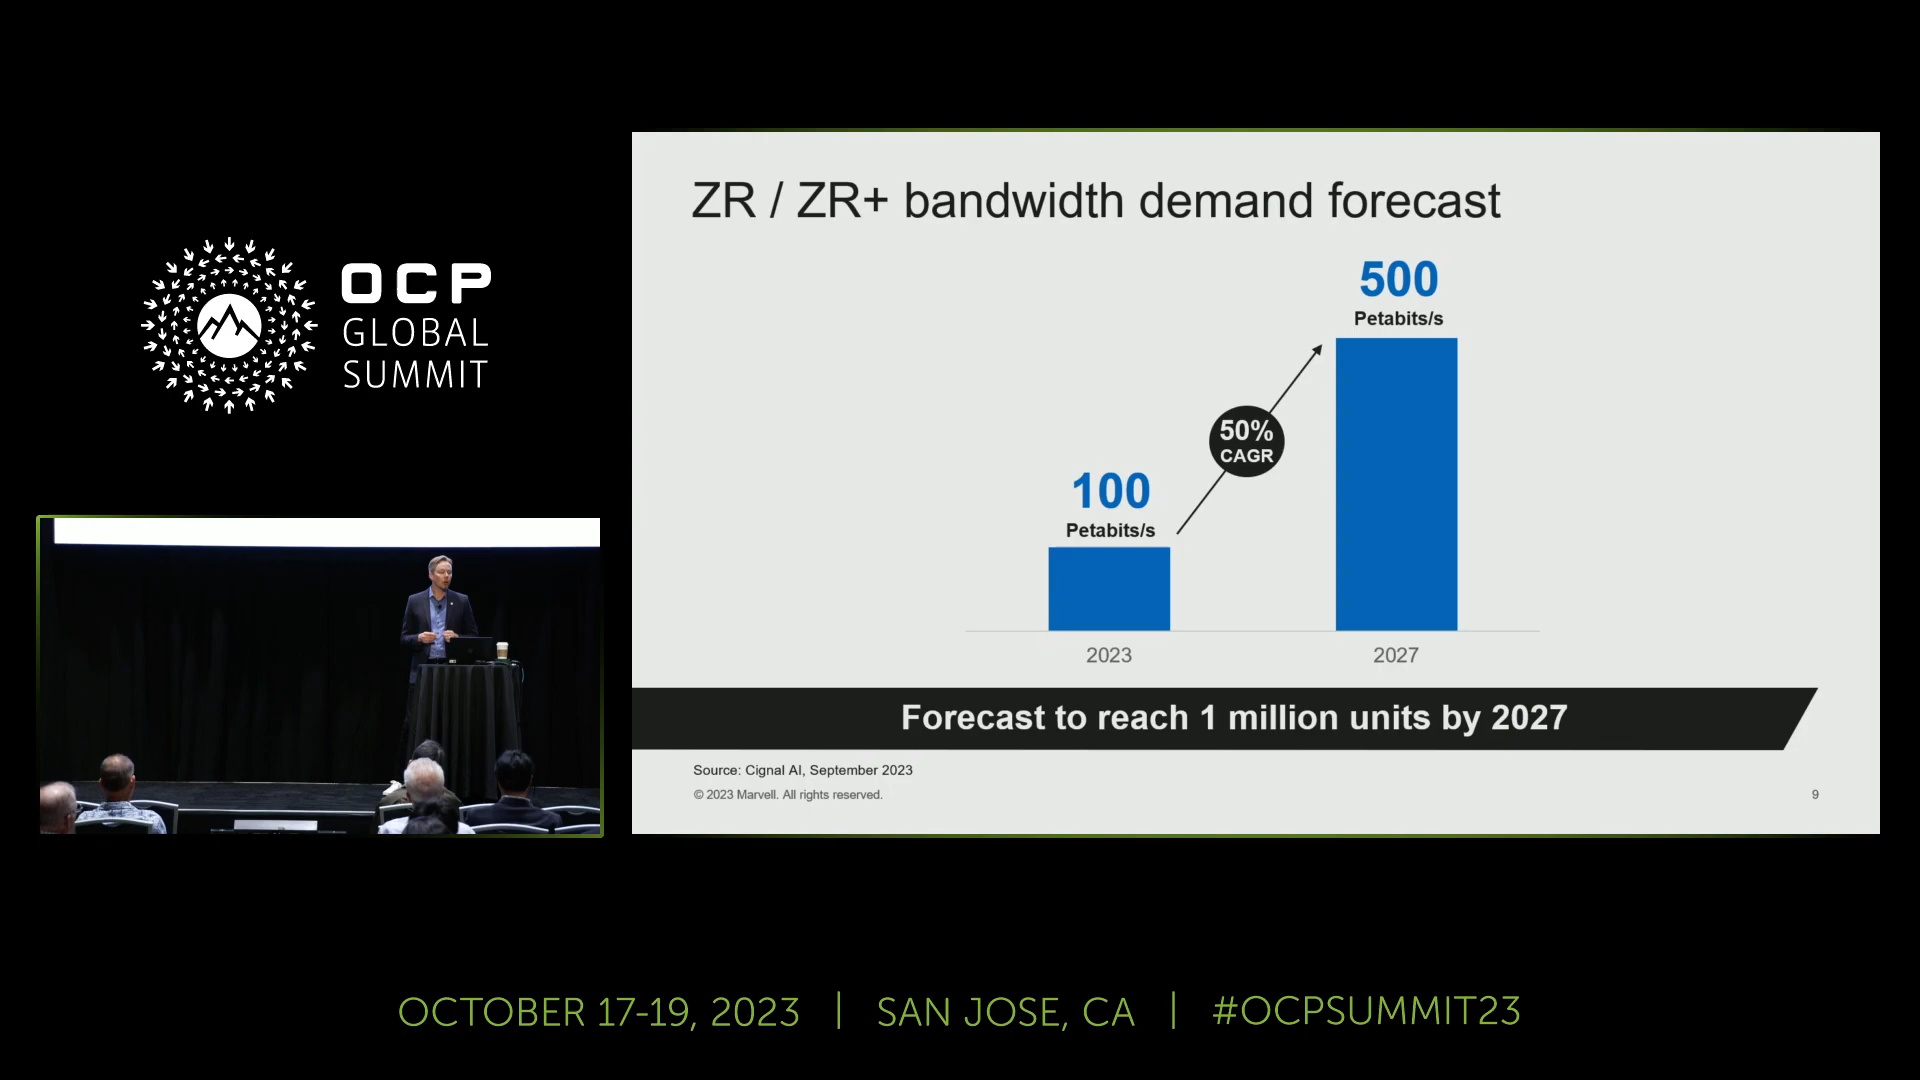 OCP
GLOBAL
SUMMIT
ZR / ZR+ bandwidth demand forecast
500
Petabits/s
50%
CAGR
100
Petabits/s
2023
2027
Forecast to reach 1 million units by 2027
Source: Cignal AI, September 2023
© 2023 Marvell. All rights reserved.
9
OCTOBER 17-19, 2023 | SAN JOSE, CA | #OCPSUMMIT23